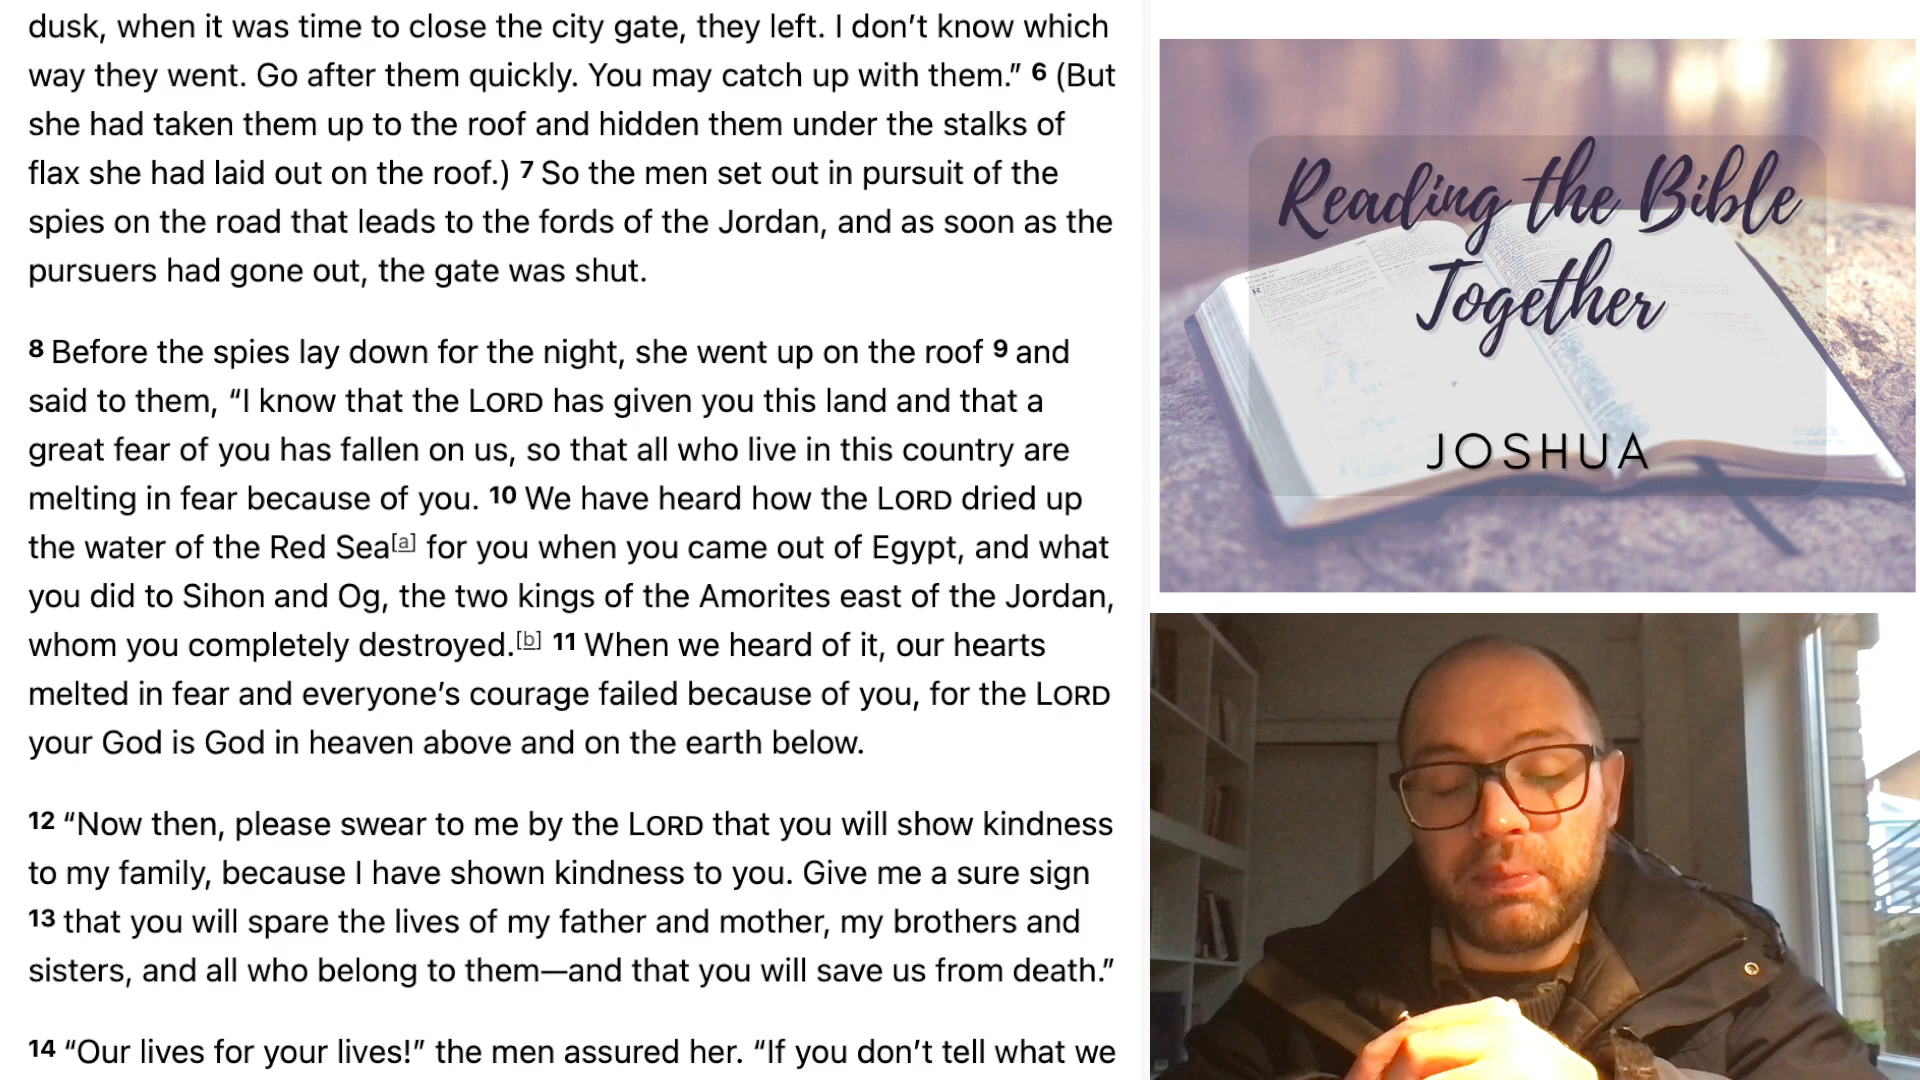 dusk, when it was time to close the city gate, they left. I don’t know which
way they went. Go after them quickly. You may catch up with them.” 6 (But
she had taken them up to the roof and hidden them under the stalks of
flax she had laid out on the roof.) 7 So the men set out in pursuit of the
spies on the road that leads to the fords of the Jordan, and as soon as the
pursuers had gone out, the gate was shut.
8 Before the spies lay down for the night, she went up on the roof 9 and
said to them, “I know that the LORD has given you this land and that a
great fear of you has fallen on us, so that all who live in this country are
melting in fear because of you. 10 We have heard how the LORD dried up
the water of the Red Sea[a] for you when you came out of Egypt, and what
you did to Sihon and Og, the two kings of the Amorites east of the Jordan,
whom you completely destroyed.[b] 11 When we heard of it, our hearts
melted in fear and everyone’s courage failed because of you, for the LORD
your God is God in heaven above and on the earth below.
12 “Now then, please swear to me by the LORD that you will show kindness
to my family, because I have shown kindness to you. Give me a sure sign
13 that you will spare the lives of my father and mother, my brothers and
sisters, and all who belong to them—and that you will save us from death.”
14 “Our lives for your lives!” the men assured her. “If you don’t tell what we
Reading the Bible
Together
JOSHUA